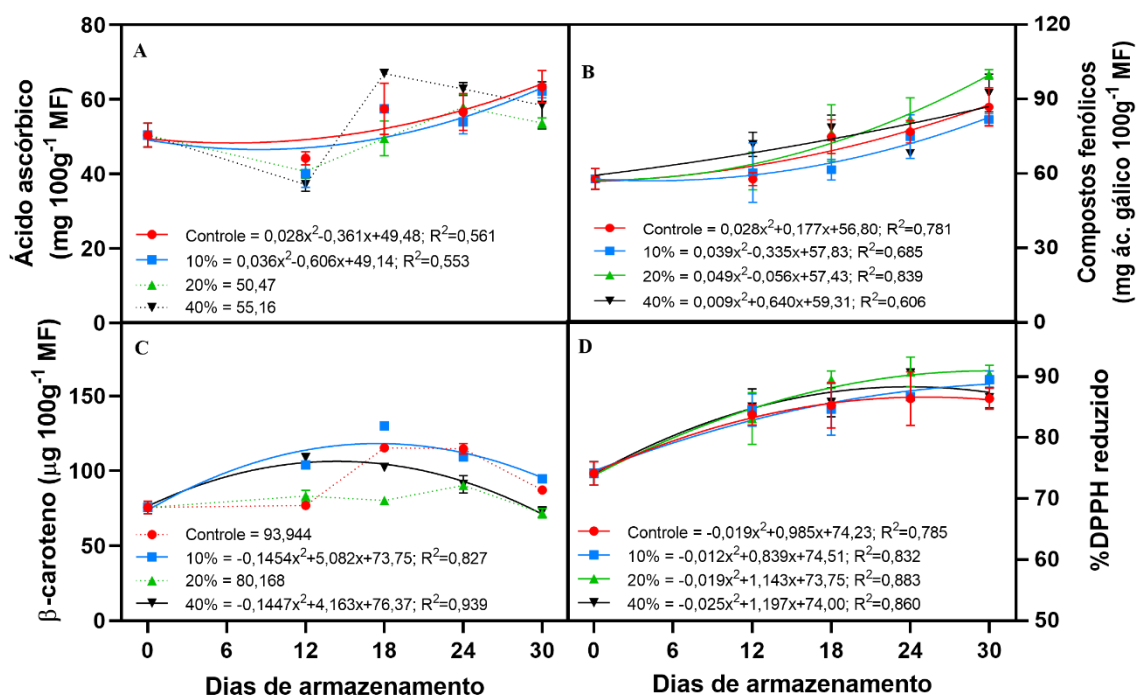 A
Ácido ascórbico
(mg 100g⁻¹ MF)
80
60
40
20
0
Controle = 0,028x²-0,361x+49,48; R²=0,561
10% = 0,036x²-0,606x+49,14; R²=0,553
20% = 50,47
40% = 55,16
B
120
90
60
30
0
Compostos fenólicos
(mg ác. gálico 100g⁻¹ MF)
Controle = 0,028x²+0,177x+56,80; R²=0,781
10% = 0,039x²-0,335x+57,83; R²=0,685
20% = 0,049x²-0,056x+57,43; R²=0,839
40% = 0,009x²+0,640x+59,31; R²=0,606
C
β-caroteno (μg 100g⁻¹ MF)
150
100
50
0
Controle = 93,944
10% = -0,1454x²+5,082x+73,75; R²=0,827
20% = 80,168
40% = -0,1447x²+4,163x+76,37; R²=0,939
0 6 12 18 24 30
Dias de armazenamento
D
90
80
70
60
50
%DPPH reduzido
Controle = -0,019x²+0,985x+74,23; R²=0,785
10% = -0,012x²+0,839x+74,51; R²=0,832
20% = -0,019x²+1,143x+73,75; R²=0,883
40% = -0,025x²+1,197x+74,00; R²=0,860
0 6 12 18 24 30
Dias de armazenamento